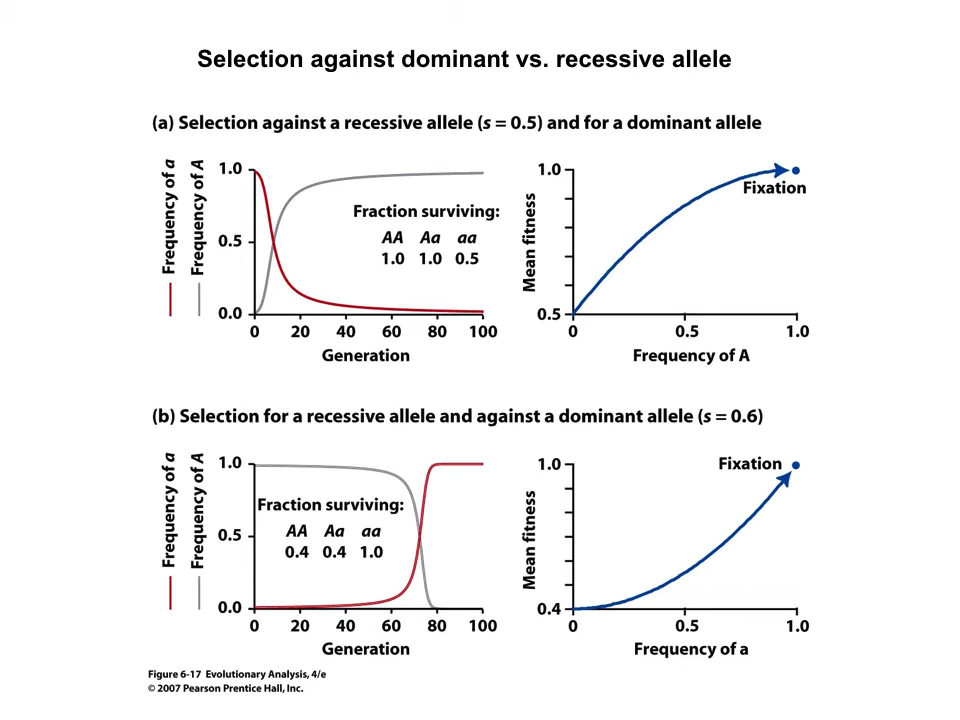 Selection against dominant vs. recessive allele
(a) Selection against a recessive allele (s = 0.5) and for a dominant allele
Frequency of a
Frequency of A
1.0
0.5
0.0
Fraction surviving:
AA Aa aa
1.0 1.0 0.5
0 20 40 60 80 100
Generation
Mean fitness
1.0
0.5
Fixation
0 0.5 1.0
Frequency of A
(b) Selection for a recessive allele and against a dominant allele (s = 0.6)
Frequency of a
Frequency of A
1.0
0.5
0.0
Fraction surviving:
AA Aa aa
0.4 0.4 1.0
0 20 40 60 80 100
Generation
Mean fitness
1.0
0.4
Fixation
0 0.5 1.0
Frequency of a
Figure 6-17 Evolutionary Analysis, 4/e
© 2007 Pearson Prentice Hall, Inc.